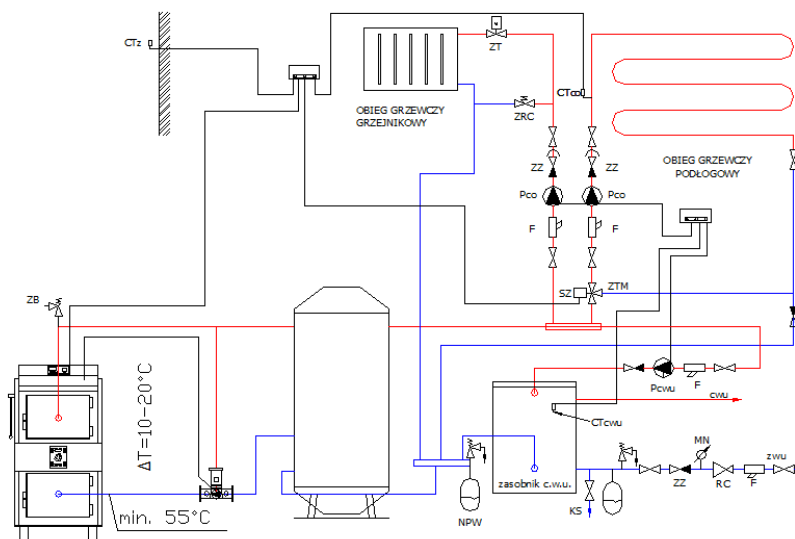 CTz
ZT
OBIEG GRZEWCZY
GRZEJNIKOWY
ZRC
CTco
ZZ
ZZ
OBIEG GRZEWCZY
PODŁOGOWY
Pco
Pco
F
F
ZB
SZ
ZTM
ΔT=10-20°C
Pcwu
F
cwu
CTcwu
MN
zwu
zasobnik c.w.u.
ZZ
RC
F
min. 55°C
NPW
KS